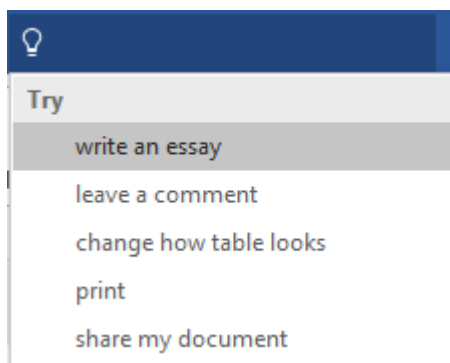 Try
write an essay
leave a comment
change how table looks
print
share my document